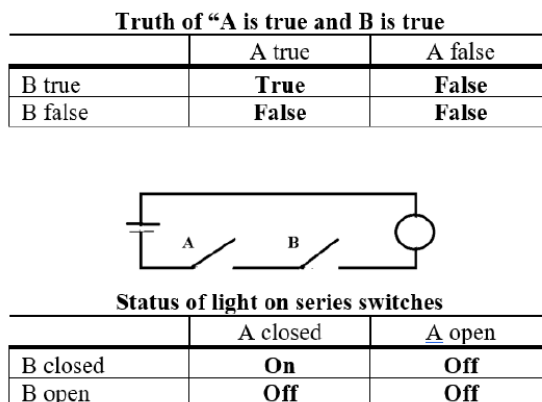 Truth of “A is true and B is true
A true A false
B true True False
B false False False
A B
Status of light on series switches
A closed A open
B closed On Off
B open Off Off